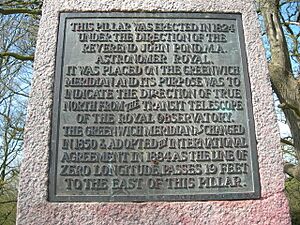 THIS PILLAR WAS ERECTED IN 1824
UNDER THE DIRECTION OF THE
REVEREND JOHN POND, M.A.
ASTRONOMER ROYAL.
IT WAS PLACED ON THE GREENWICH
MERIDIAN AND ITS PURPOSE WAS TO
INDICATE THE DIRECTION OF TRUE
NORTH FROM THE TRANSIT TELESCOPE
OF THE ROYAL OBSERVATORY.
THE GREENWICH MERIDIAN AS CHANGED
IN 1850 & ADOPTED BY INTERNATIONAL
AGREEMENT IN 1884 AS THE LINE OF
ZERO LONGITUDE, PASSES 19 FEET
TO THE EAST OF THIS PILLAR.